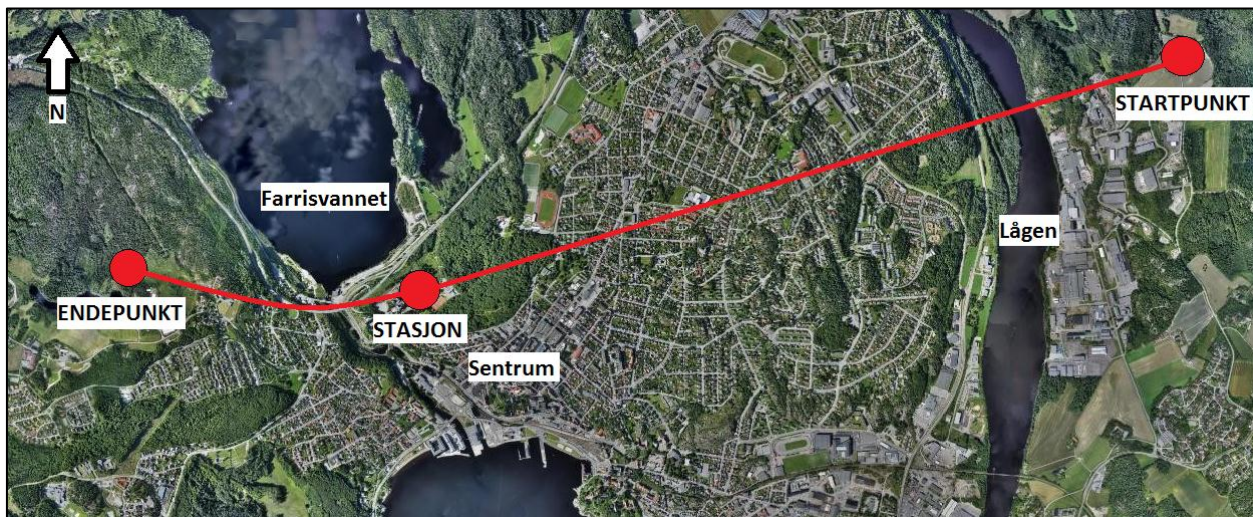 N
STARTPUNKT
Farrisvannet
Lågen
ENDEPUNKT
STASJON
Sentrum